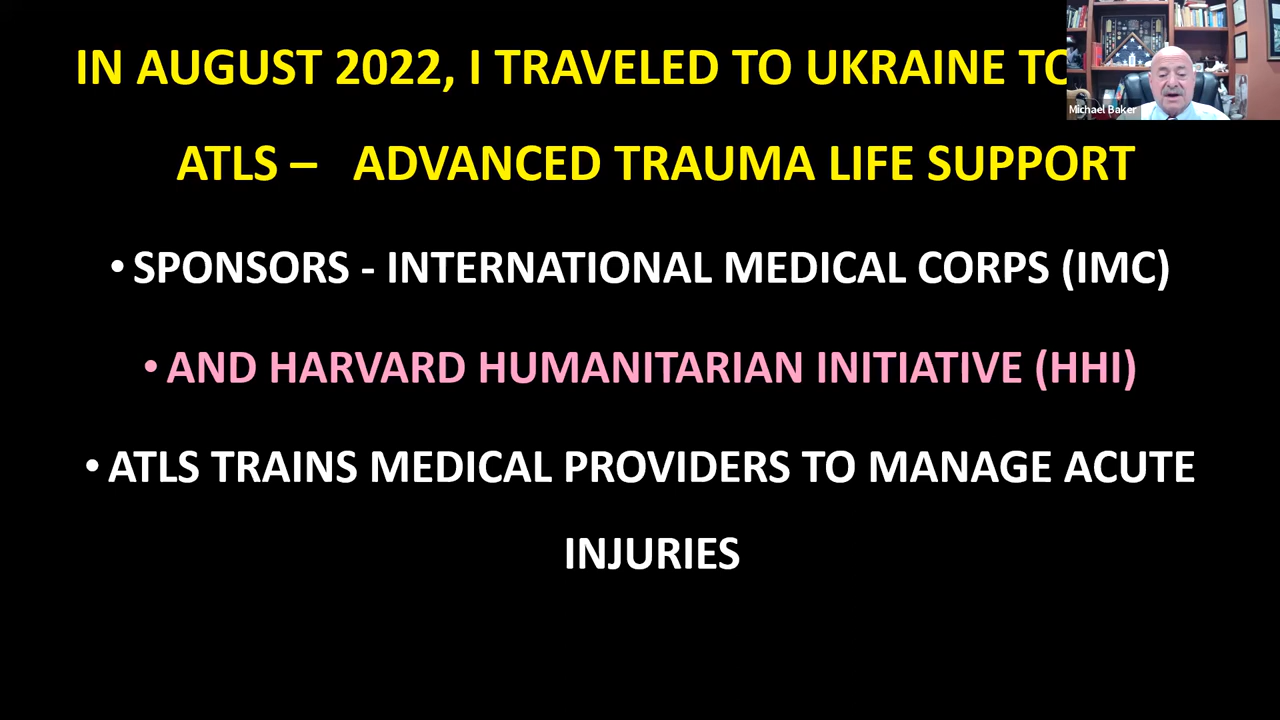 IN AUGUST 2022, I TRAVELED TO UKRAINE TO
Michael Baker
ATLS – ADVANCED TRAUMA LIFE SUPPORT
• SPONSORS - INTERNATIONAL MEDICAL CORPS (IMC)
• AND HARVARD HUMANITARIAN INITIATIVE (HHI)
• ATLS TRAINS MEDICAL PROVIDERS TO MANAGE ACUTE
INJURIES